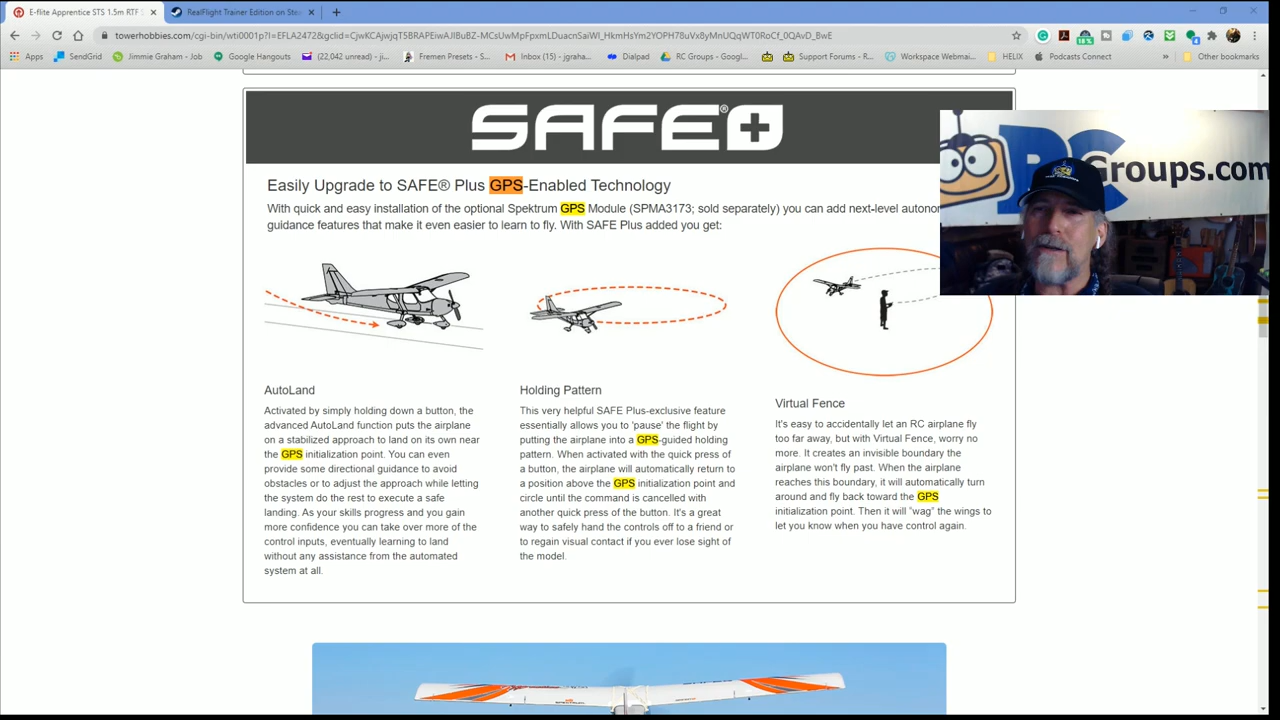 E-flite Apprentice STS 1.5m RTF S
RealFlight Trainer Edition on Stea
towerhobbies.com/cgi-bin/wti0001p?I=EFLA2472&gclid=CjwKCAjwjqT5BRAPEiwAJlBuBZ-MCsUwMpFpxmLDuacnSaiWI_HkmHsYm2YOPH78uVx8yMnUQqWT0RoCf_0QAvD_BwE
Apps
SendGrid
Jimmie Graham - Job
Google Hangouts
(22,042 unread) - ji...
Fremen Presets - S...
Inbox (15) - jgraha...
Dialpad
RC Groups - Googl...
Support Forums - R...
Workspace Webmai...
HELIX
Podcasts Connect
Other bookmarks
SAFE®+
RC Groups.com
Easily Upgrade to SAFE® Plus GPS-Enabled Technology
With quick and easy installation of the optional Spektrum GPS Module (SPMA3173; sold separately) you can add next-level autonom
guidance features that make it even easier to learn to fly. With SAFE Plus added you get:
AutoLand
Activated by simply holding down a button, the
advanced AutoLand function puts the airplane
on a stabilized approach to land on its own near
the GPS initialization point. You can even
provide some directional guidance to avoid
obstacles or to adjust the approach while letting
the system do the rest to execute a safe
landing. As your skills progress and you gain
more confidence you can take over more of the
control inputs, eventually learning to land
without any assistance from the automated
system at all.
Holding Pattern
This very helpful SAFE Plus-exclusive feature
essentially allows you to 'pause' the flight by
putting the airplane into a GPS-guided holding
pattern. When activated with the quick press of
a button, the airplane will automatically return to
a position above the GPS initialization point and
circle until the command is cancelled with
another quick press of the button. It's a great
way to safely hand the controls off to a friend or
to regain visual contact if you ever lose sight of
the model.
Virtual Fence
It's easy to accidentally let an RC airplane fly
too far away, but with Virtual Fence, worry no
more. It creates an invisible boundary the
airplane won't fly past. When the airplane
reaches this boundary, it will automatically turn
around and fly back toward the GPS
initialization point. Then it will "wag" the wings to
let you know when you have control again.